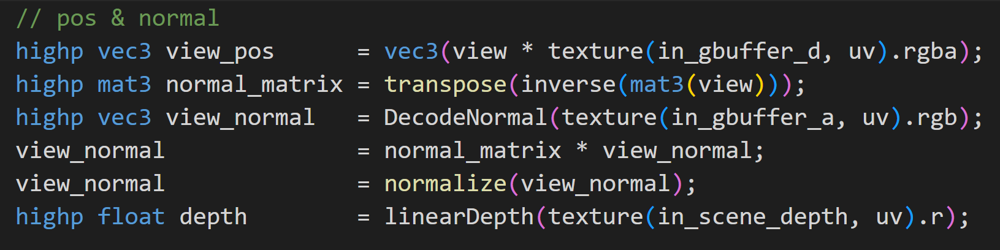 // pos & normal
highp vec3 view_pos      = vec3(view * texture(in_gbuffer_d, uv).rgba);
highp mat3 normal_matrix = transpose(inverse(mat3(view)));
highp vec3 view_normal   = DecodeNormal(texture(in_gbuffer_a, uv).rgb);
view_normal              = normal_matrix * view_normal;
view_normal              = normalize(view_normal);
highp float depth        = linearDepth(texture(in_scene_depth, uv).r);